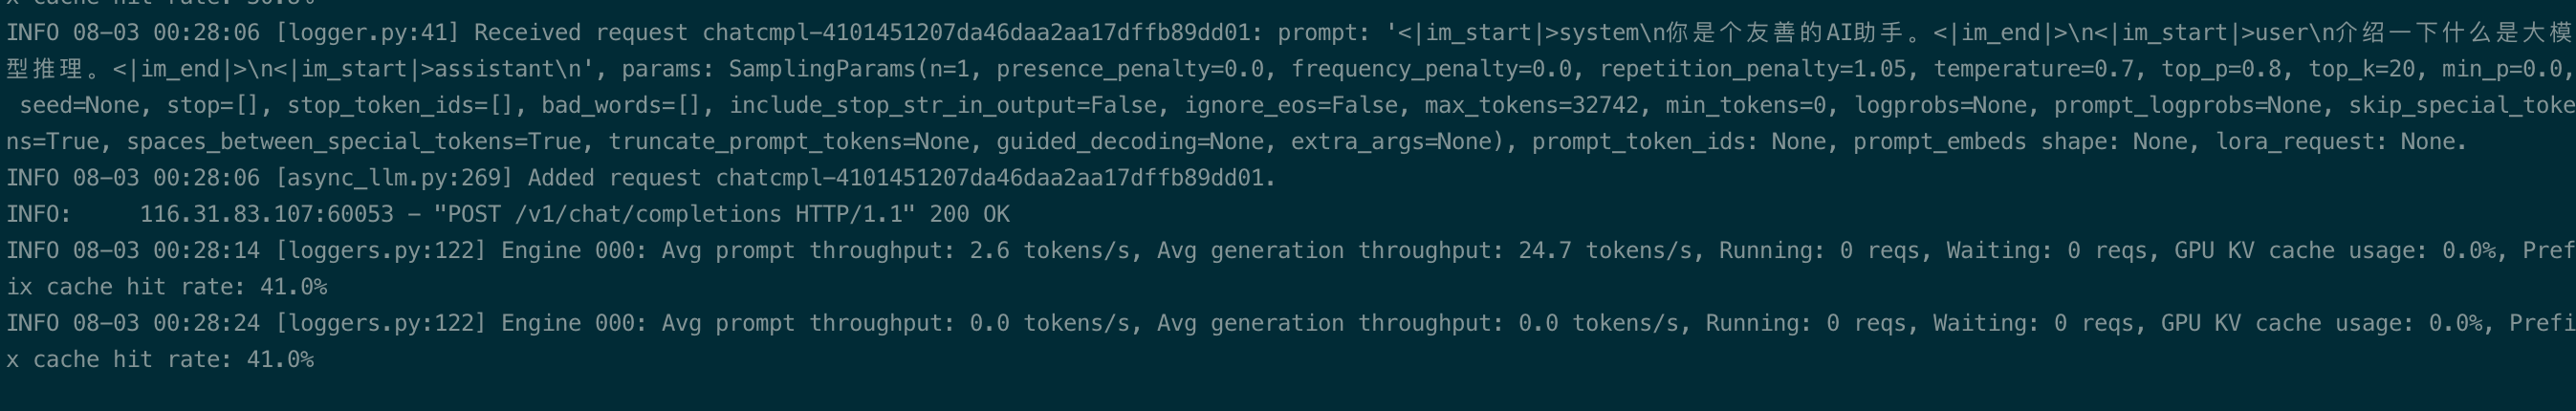 x cache hit rate: 50.8%
INFO 08-03 00:28:06 [logger.py:41] Received request chatcmpl-4101451207da46daa2aa17dffb89dd01: prompt: '<|im_start|>system\n你是个友善的AI助手。<|im_end|>\n<|im_start|>user\n介绍一下什么是大模
型推理。<|im_end|>\n<|im_start|>assistant\n', params: SamplingParams(n=1, presence_penalty=0.0, frequency_penalty=0.0, repetition_penalty=1.05, temperature=0.7, top_p=0.8, top_k=20, min_p=0.0,
seed=None, stop=[], stop_token_ids=[], bad_words=[], include_stop_str_in_output=False, ignore_eos=False, max_tokens=32742, min_tokens=0, logprobs=None, prompt_logprobs=None, skip_special_toke
ns=True, spaces_between_special_tokens=True, truncate_prompt_tokens=None, guided_decoding=None, extra_args=None), prompt_token_ids: None, prompt_embeds shape: None, lora_request: None.
INFO 08-03 00:28:06 [async_llm.py:269] Added request chatcmpl-4101451207da46daa2aa17dffb89dd01.
INFO:     116.31.83.107:60053 - "POST /v1/chat/completions HTTP/1.1" 200 OK
INFO 08-03 00:28:14 [loggers.py:122] Engine 000: Avg prompt throughput: 2.6 tokens/s, Avg generation throughput: 24.7 tokens/s, Running: 0 reqs, Waiting: 0 reqs, GPU KV cache usage: 0.0%, Pref
ix cache hit rate: 41.0%
INFO 08-03 00:28:24 [loggers.py:122] Engine 000: Avg prompt throughput: 0.0 tokens/s, Avg generation throughput: 0.0 tokens/s, Running: 0 reqs, Waiting: 0 reqs, GPU KV cache usage: 0.0%, Prefi
x cache hit rate: 41.0%